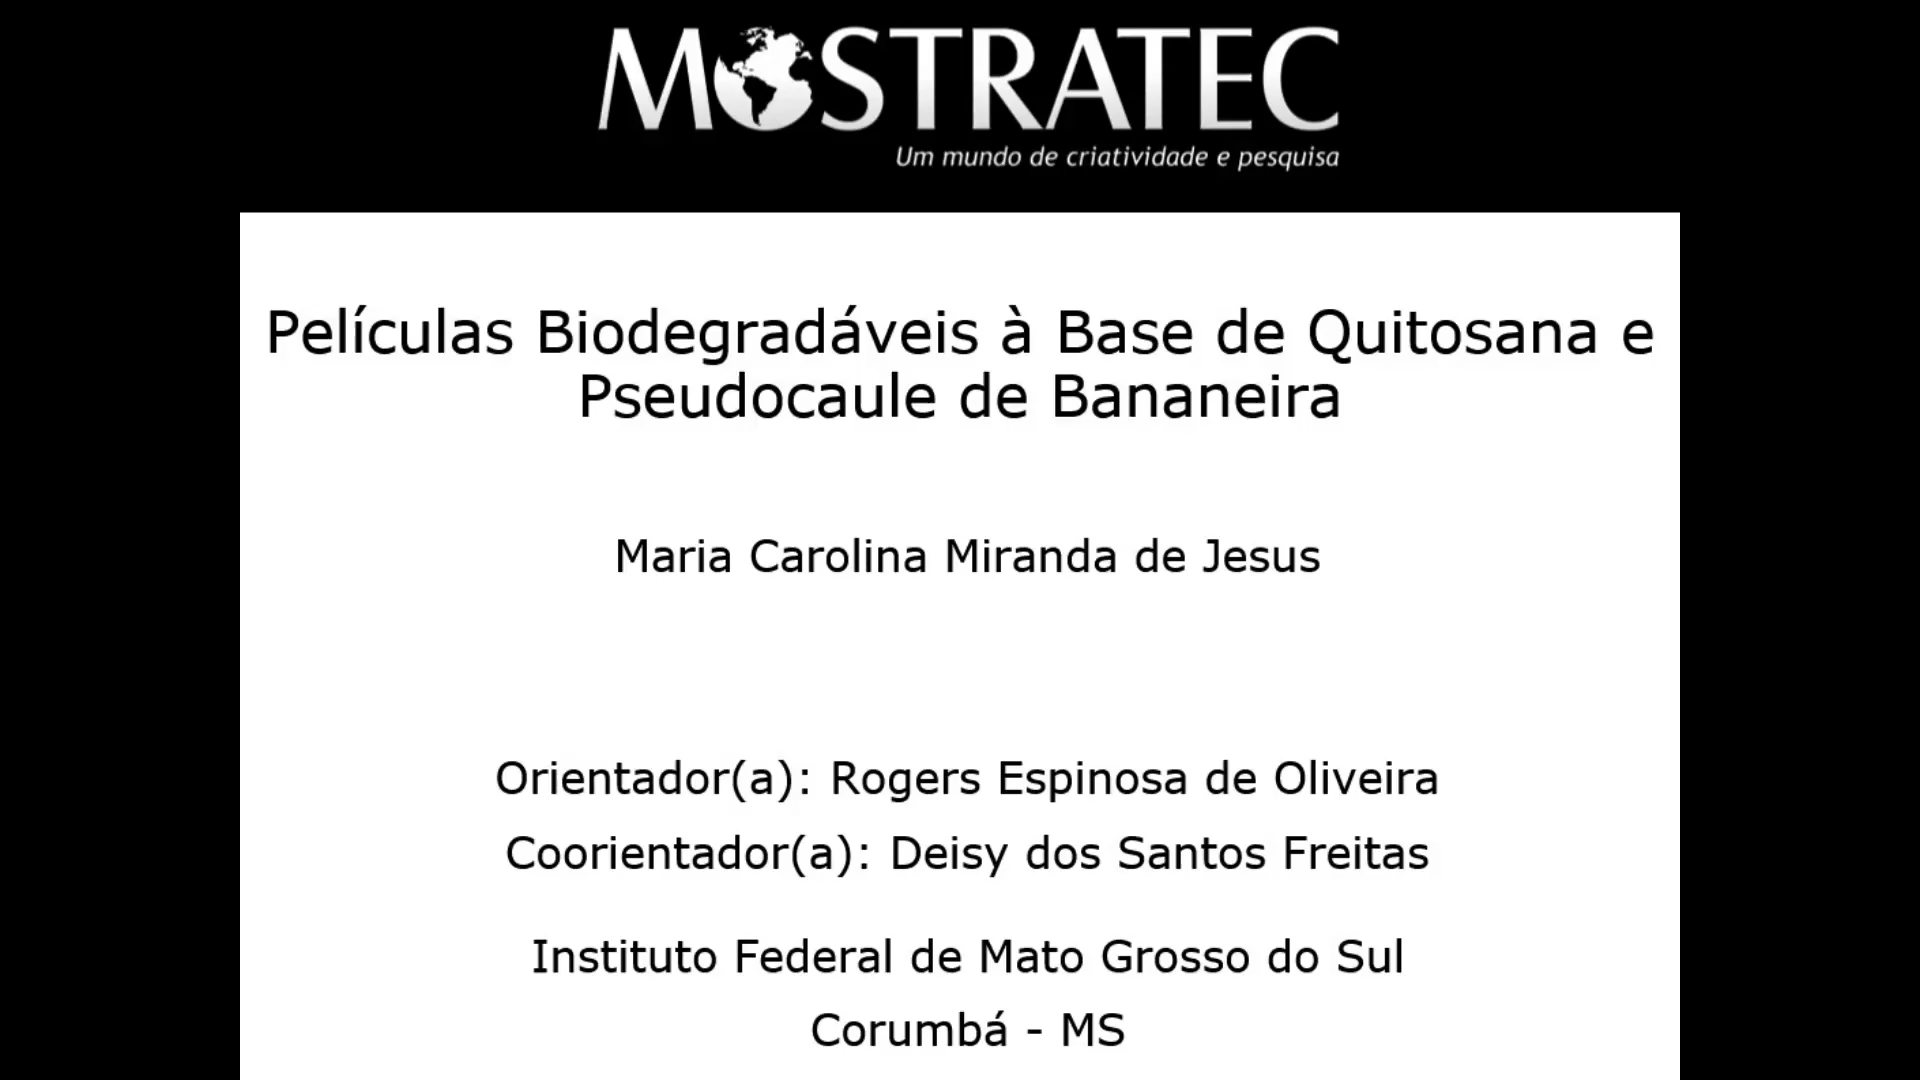 MOSTRATEC
Um mundo de criatividade e pesquisa
Películas Biodegradáveis à Base de Quitosana e
Pseudocaule de Bananeira
Maria Carolina Miranda de Jesus
Orientador(a): Rogers Espinosa de Oliveira
Coorientador(a): Deisy dos Santos Freitas
Instituto Federal de Mato Grosso do Sul
Corumbá - MS